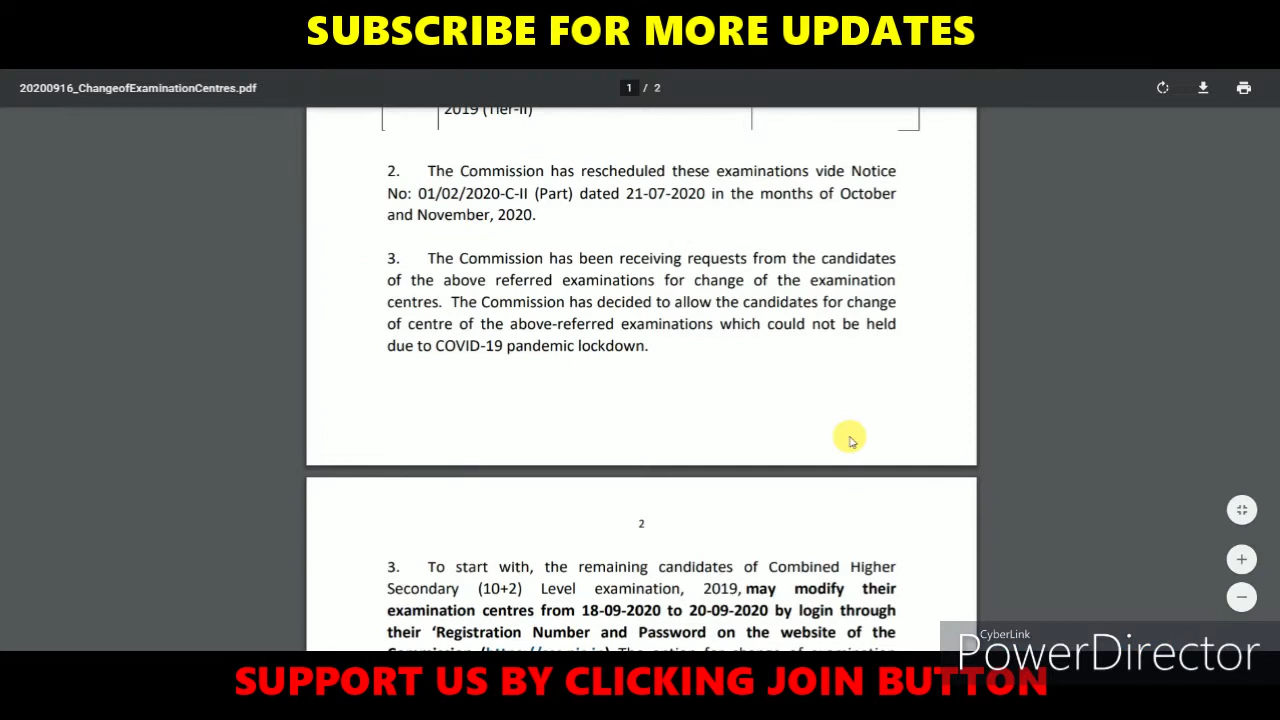 SUBSCRIBE FOR MORE UPDATES
20200916_ChangeofExaminationCentres.pdf
1 / 2
2019 (Tier-II)
2. The Commission has rescheduled these examinations vide Notice
No: 01/02/2020-C-II (Part) dated 21-07-2020 in the months of October
and November, 2020.
3. The Commission has been receiving requests from the candidates
of the above referred examinations for change of the examination
centres. The Commission has decided to allow the candidates for change
of centre of the above-referred examinations which could not be held
due to COVID-19 pandemic lockdown.
2
3. To start with, the remaining candidates of Combined Higher
Secondary (10+2) Level examination, 2019, may modify their
examination centres from 18-09-2020 to 20-09-2020 by login through
their ‘Registration Number and Password on the website of the
CyberLink
PowerDirector
SUPPORT US BY CLICKING JOIN BUTTON